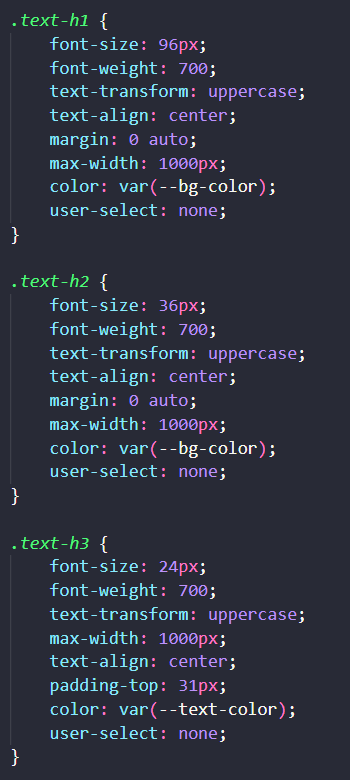 .text-h1 {
    font-size: 96px;
    font-weight: 700;
    text-transform: uppercase;
    text-align: center;
    margin: 0 auto;
    max-width: 1000px;
    color: var(--bg-color);
    user-select: none;
}

.text-h2 {
    font-size: 36px;
    font-weight: 700;
    text-transform: uppercase;
    text-align: center;
    margin: 0 auto;
    max-width: 1000px;
    color: var(--bg-color);
    user-select: none;
}

.text-h3 {
    font-size: 24px;
    font-weight: 700;
    text-transform: uppercase;
    max-width: 1000px;
    text-align: center;
    padding-top: 31px;
    color: var(--text-color);
    user-select: none;
}